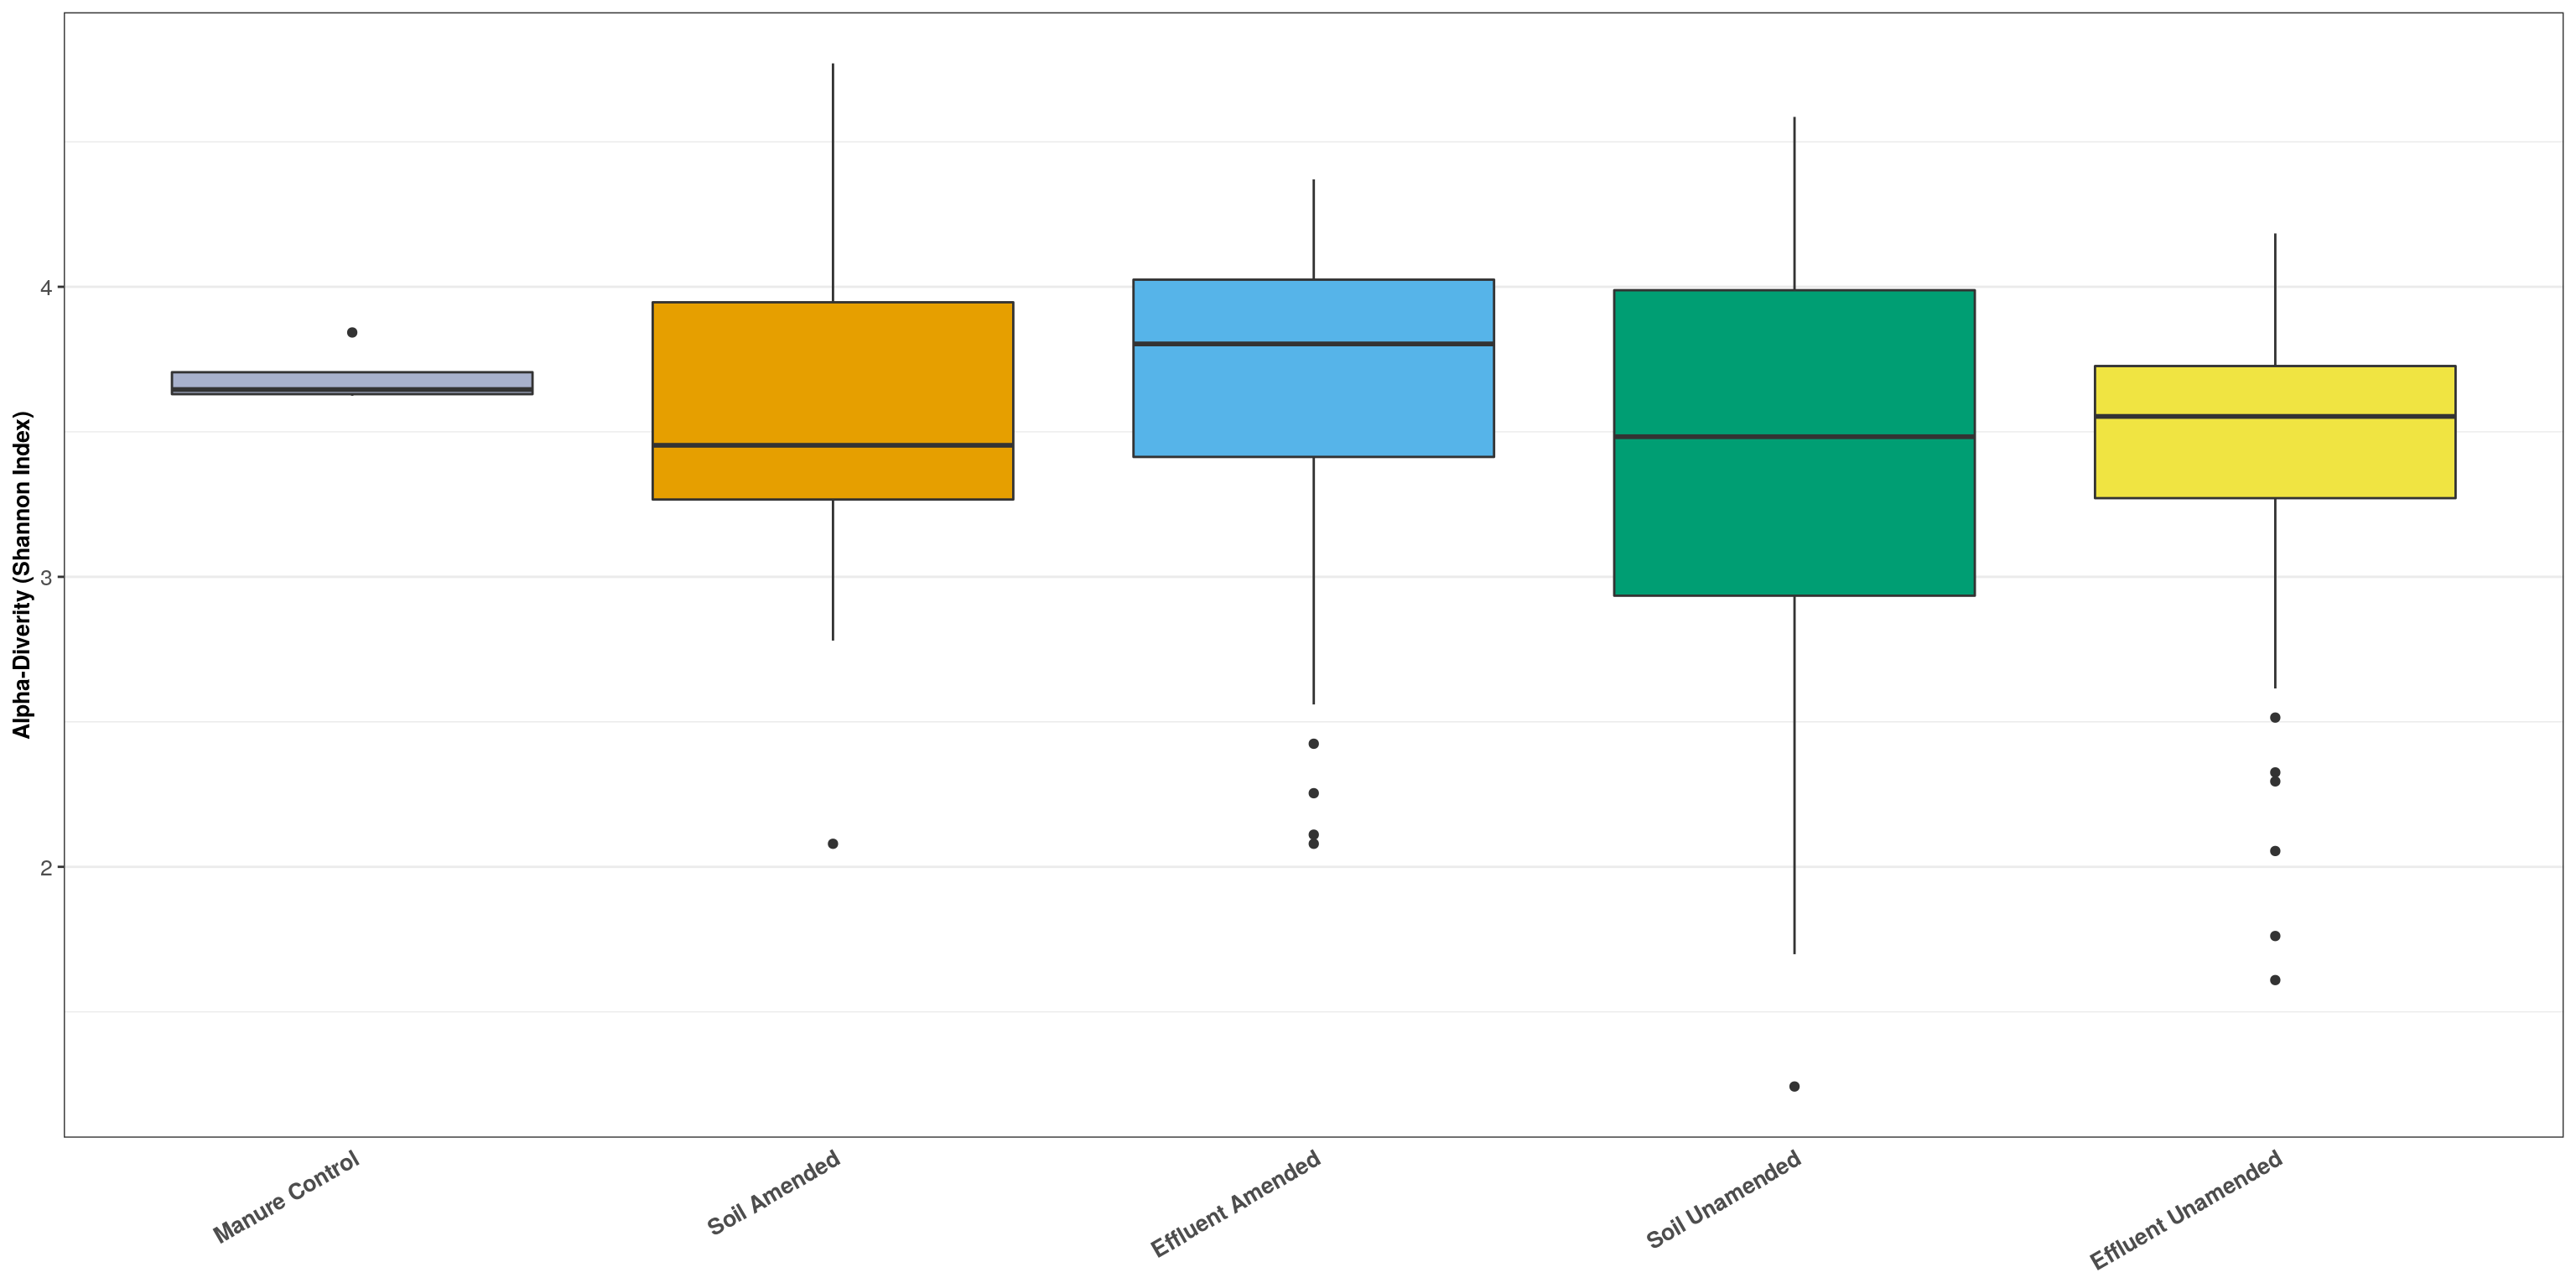 Alpha-Diverity (Shannon Index)
4
3
2
Manure Control
Soil Amended
Effluent Amended
Soil Unamended
Effluent Unamended